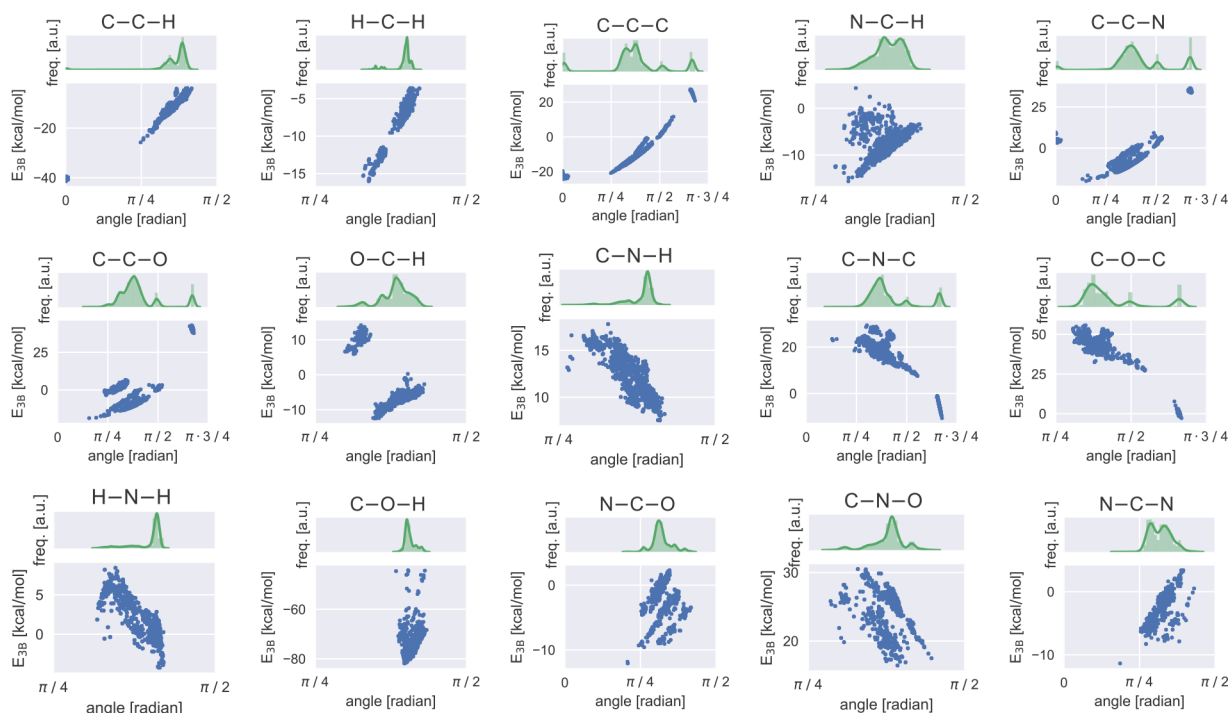 C–C–H
freq. [a.u.]
E3B [kcal/mol]
−20
−40
0
π / 4
π / 2
angle [radian]
H–C–H
freq. [a.u.]
E3B [kcal/mol]
−5
−10
−15
π / 4
π / 2
angle [radian]
C–C–C
freq. [a.u.]
E3B [kcal/mol]
20
0
−20
0
π / 4
π / 2
π · 3 / 4
angle [radian]
N–C–H
freq. [a.u.]
E3B [kcal/mol]
0
−10
π / 4
π / 2
angle [radian]
C–C–N
freq. [a.u.]
E3B [kcal/mol]
25
0
0
π / 4
π / 2
π · 3 / 4
angle [radian]
C–C–O
freq. [a.u.]
E3B [kcal/mol]
25
0
0
π / 4
π / 2
π · 3 / 4
angle [radian]
O–C–H
freq. [a.u.]
E3B [kcal/mol]
10
0
−10
π / 4
π / 2
angle [radian]
C–N–H
freq. [a.u.]
E3B [kcal/mol]
15
10
π / 4
π / 2
angle [radian]
C–N–C
freq. [a.u.]
E3B [kcal/mol]
20
0
0
π / 4
π / 2
π · 3 / 4
angle [radian]
C–O–C
freq. [a.u.]
E3B [kcal/mol]
50
25
0
π / 4
π / 2
π · 3 / 4
angle [radian]
H–N–H
freq. [a.u.]
E3B [kcal/mol]
5
0
π / 4
π / 2
angle [radian]
C–O–H
freq. [a.u.]
E3B [kcal/mol]
−60
−80
π / 4
π / 2
angle [radian]
N–C–O
freq. [a.u.]
E3B [kcal/mol]
0
−10
0
π / 4
π / 2
angle [radian]
C–N–O
freq. [a.u.]
E3B [kcal/mol]
30
20
π / 4
π / 2
angle [radian]
N–C–N
freq. [a.u.]
E3B [kcal/mol]
0
−10
0
π / 4
π / 2
angle [radian]